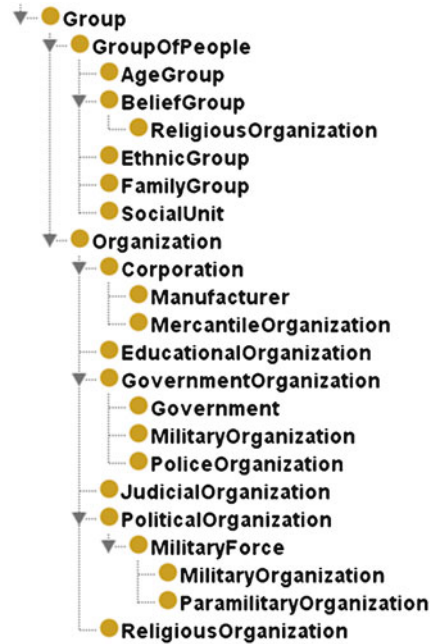 Group
GroupOfPeople
AgeGroup
BeliefGroup
ReligiousOrganization
EthnicGroup
FamilyGroup
SocialUnit
Organization
Corporation
Manufacturer
MercantileOrganization
EducationalOrganization
GovernmentOrganization
Government
MilitaryOrganization
PoliceOrganization
JudicialOrganization
PoliticalOrganization
MilitaryForce
MilitaryOrganization
ParamilitaryOrganization
ReligiousOrganization